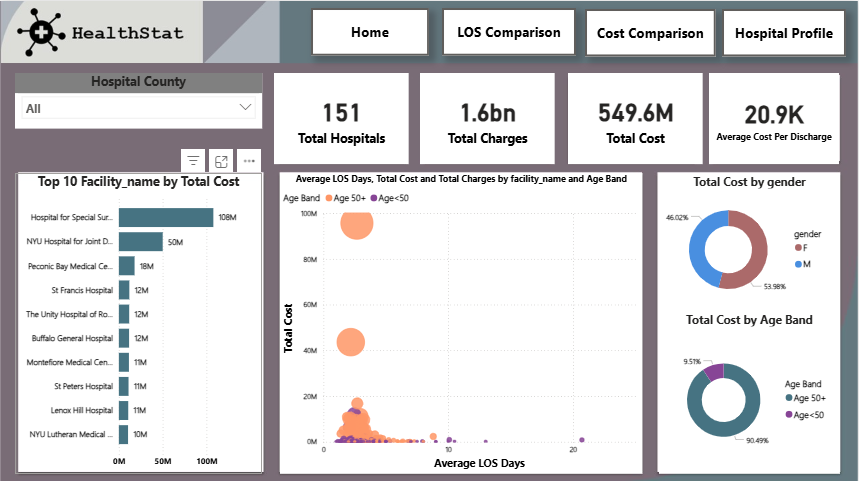 HealthStat
Home
LOS Comparison
Cost Comparison
Hospital Profile
Hospital County
All
151
Total Hospitals
1.6bn
Total Charges
549.6M
Total Cost
20.9K
Average Cost Per Discharge
Top 10 Facility_name by Total Cost
Hospital for Special Sur... 108M
NYU Hospital for Joint D... 50M
Peconic Bay Medical Ce... 18M
St Francis Hospital 12M
The Unity Hospital of Ro... 12M
Buffalo General Hospital 12M
Montefiore Medical Cen... 11M
St Peters Hospital 11M
Lenox Hill Hospital 11M
NYU Lutheran Medical ... 10M
0M 50M 100M
Average LOS Days, Total Cost and Total Charges by facility_name and Age Band
Age Band Age 50+ Age<50
Total Cost
100M
80M
60M
40M
20M
0M
0 10 20
Average LOS Days
Total Cost by gender
46.02%
53.98%
gender
F
M
Total Cost by Age Band
9.51%
90.49%
Age Band
Age 50+
Age<50